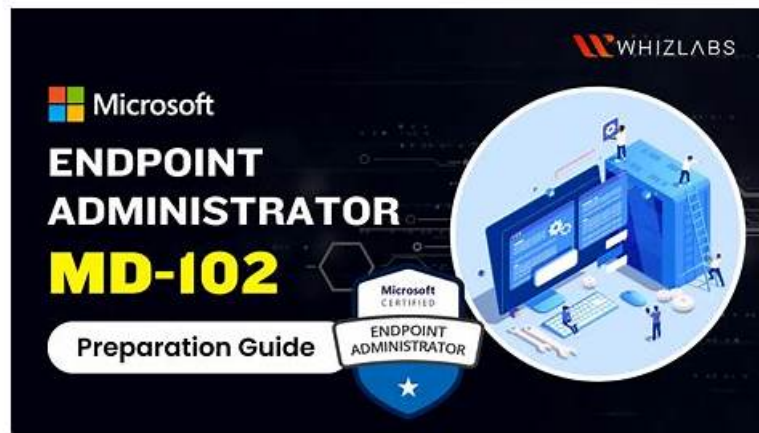 WHIZLABS
Microsoft
ENDPOINT
ADMINISTRATOR
MD-102
Preparation Guide
Microsoft
CERTIFIED
ENDPOINT
ADMINISTRATOR